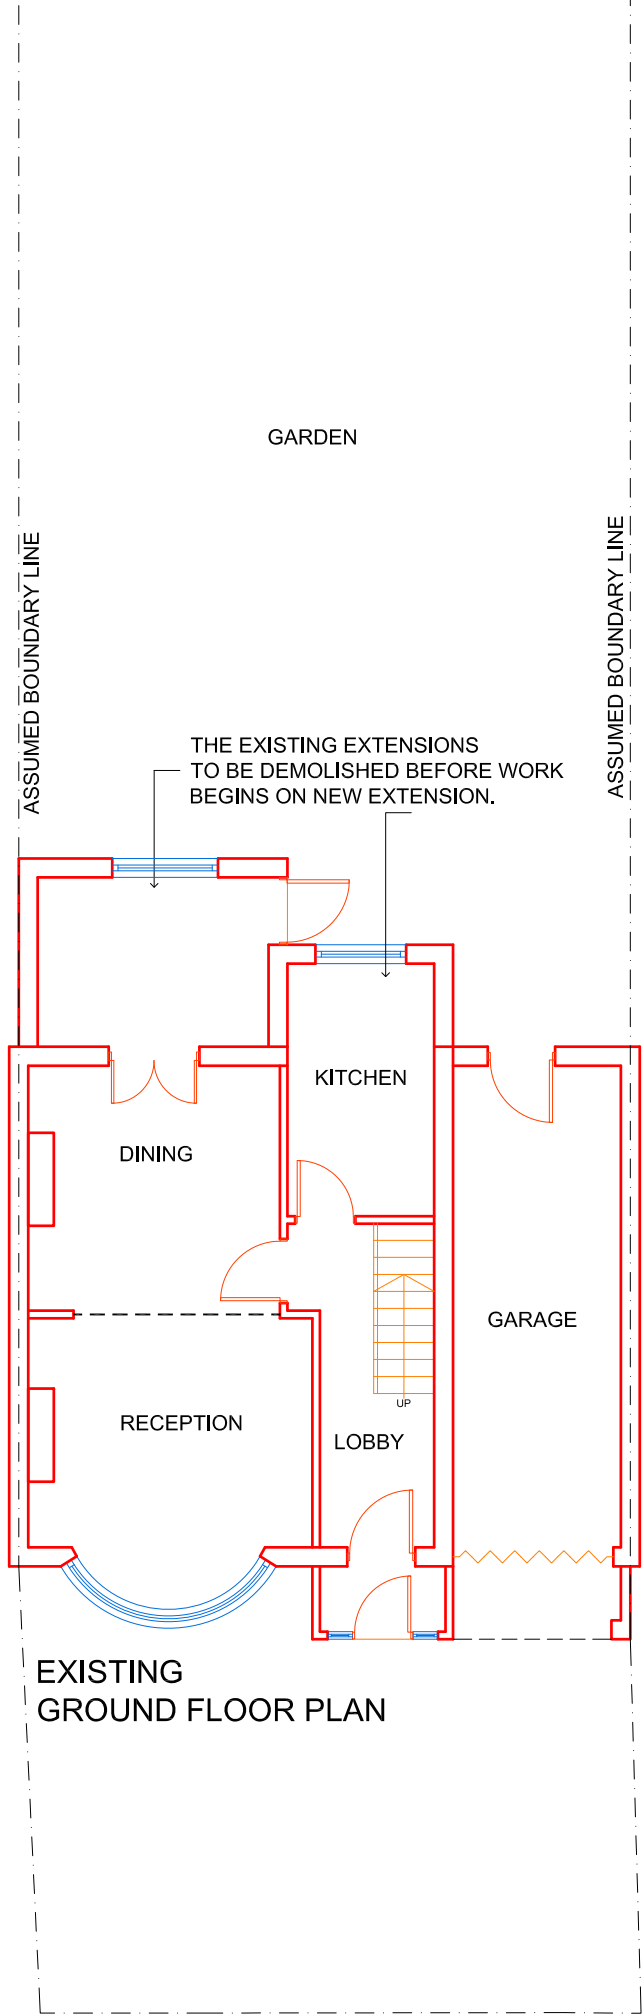 GARDEN
ASSUMED BOUNDARY LINE
ASSUMED BOUNDARY LINE
THE EXISTING EXTENSIONS
TO BE DEMOLISHED BEFORE WORK
BEGINS ON NEW EXTENSION.
KITCHEN
DINING
GARAGE
UP
RECEPTION
LOBBY
EXISTING
GROUND FLOOR PLAN